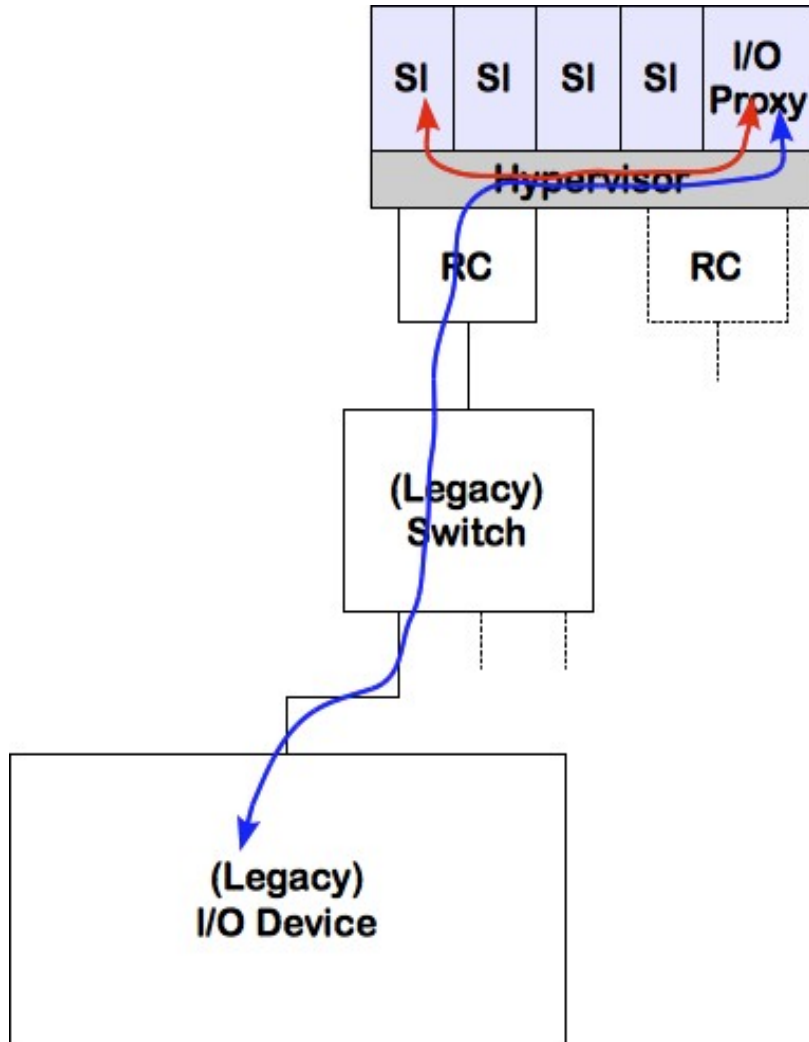 SI SI SI SI I/O
Proxy
Hypervisor
RC RC
(Legacy)
Switch
(Legacy)
I/O Device